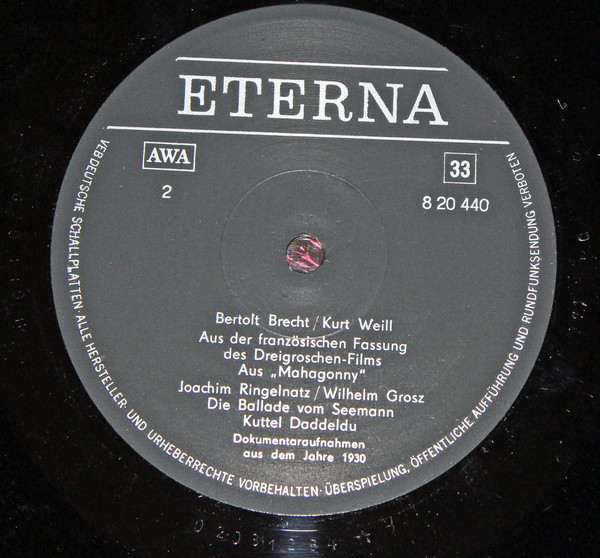 ETERNA
AWA
33
2
8 20 440
Bertolt Brecht / Kurt Weill
Aus der französischen Fassung
des Dreigroschen-Films
Aus „Mahagonny“
Joachim Ringelnatz / Wilhelm Grosz
Die Ballade vom Seemann
Kuttel Daddeldu
Dokumentaraufnahmen
aus dem Jahre 1930
VEB DEUTSCHE SCHALLPLATTEN · ALLE HERSTELLER- UND URHEBERRECHTE VORBEHALTEN · ÜBERSPIELUNG, ÖFFENTLICHE AUFFÜHRUNG UND RUNDFUNKSENDUNG VERBOTEN